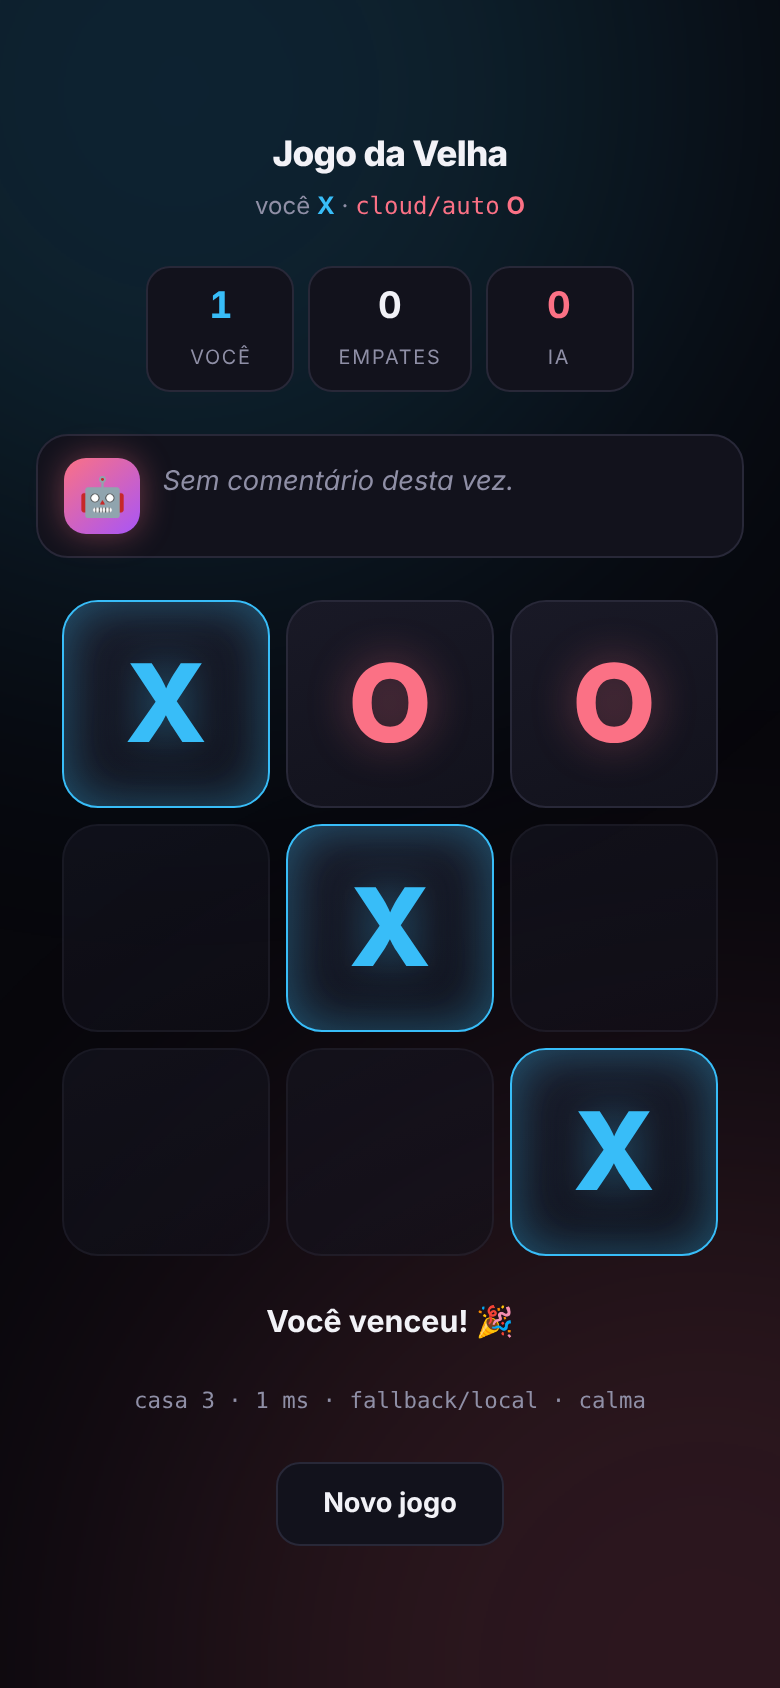 Jogo da Velha
você X · cloud/auto O
1 0 0
VOCÊ EMPATES IA
Sem comentário desta vez.
X O O
X
X
Você venceu! 🎉
casa 3 · 1 ms · fallback/local · calma
Novo jogo